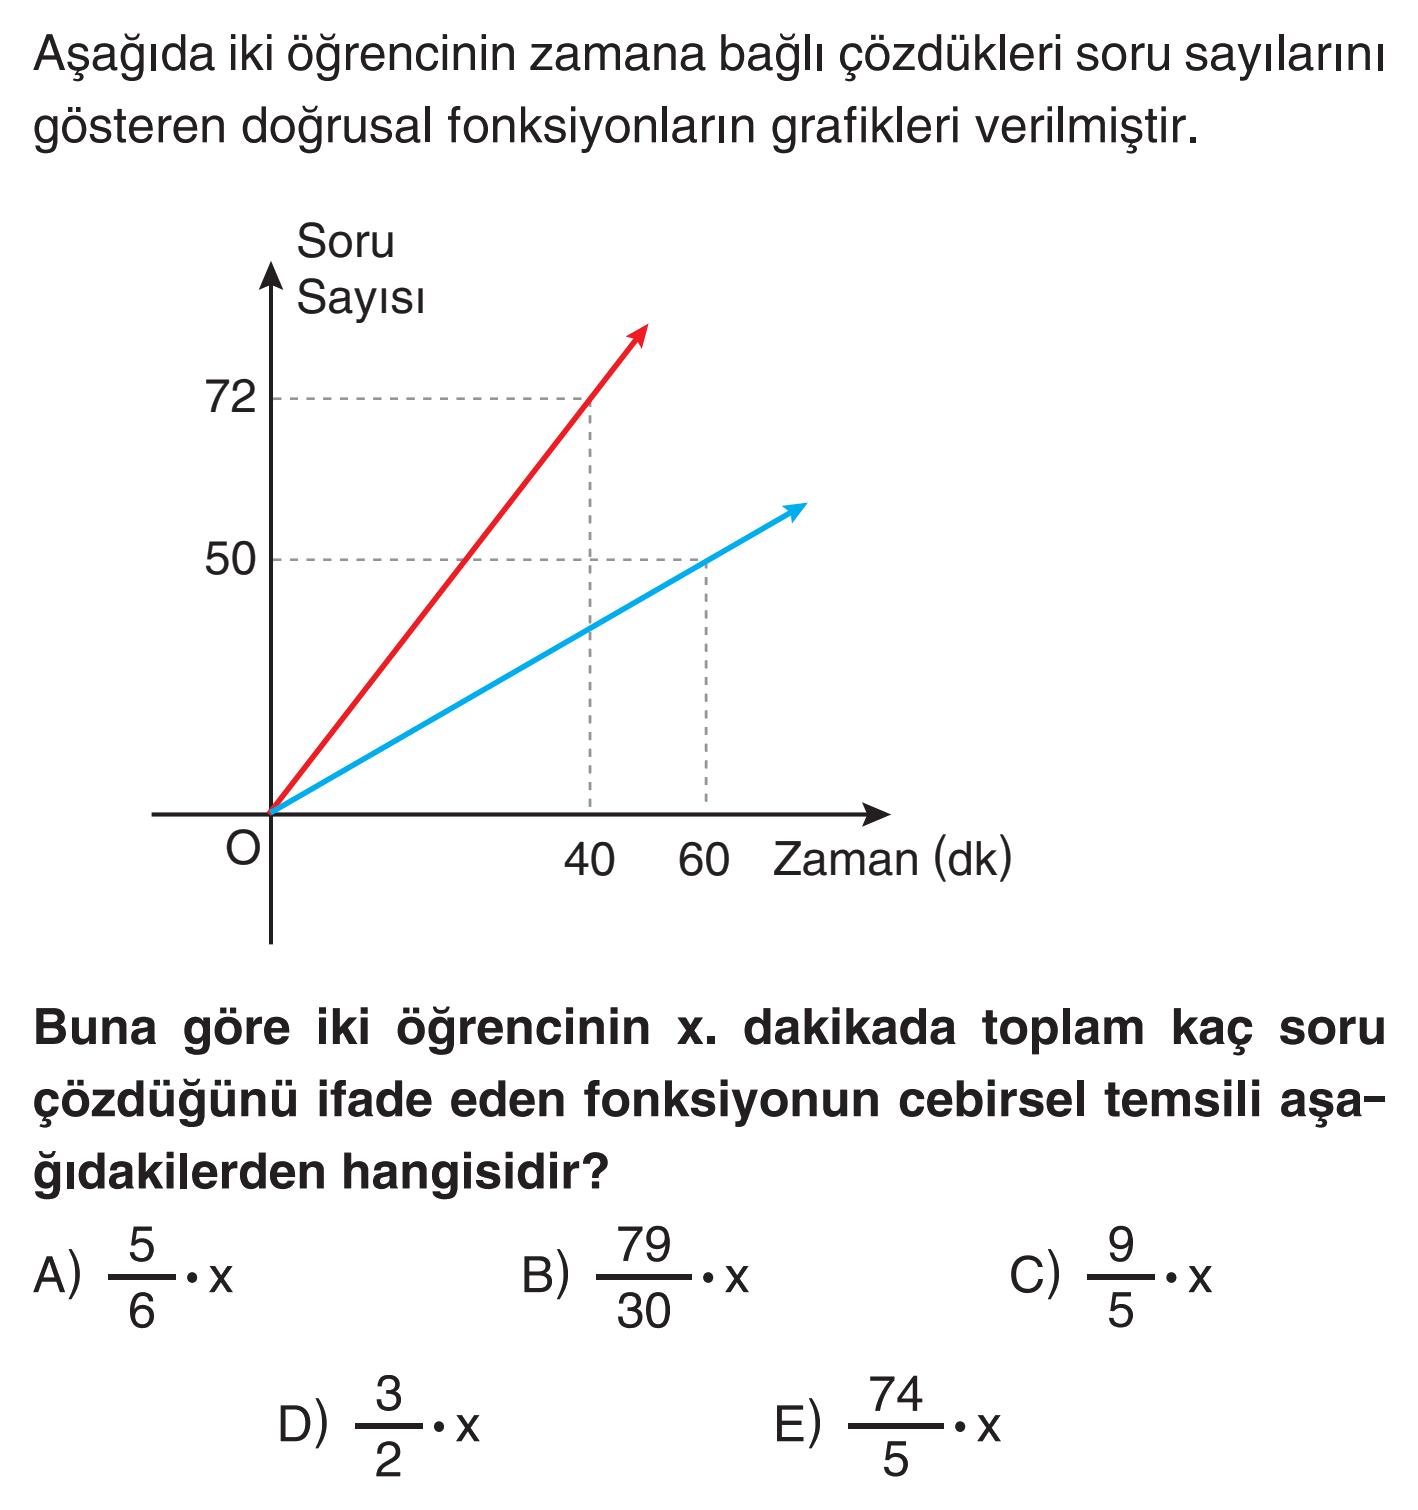 Aşağıda iki öğrencinin zamana bağlı çözdükleri soru sayılarını
gösteren doğrusal fonksiyonların grafikleri verilmiştir.
Soru
Sayısı
72
50
O
40 60 Zaman (dk)
Buna göre iki öğrencinin x. dakikada toplam kaç soru
çözdüğünü ifade eden fonksiyonun cebirsel temsili aşa-
ğıdakilerden hangisidir?
A) 5/6 • x B) 79/30 • x C) 9/5 • x
D) 3/2 • x E) 74/5 • x